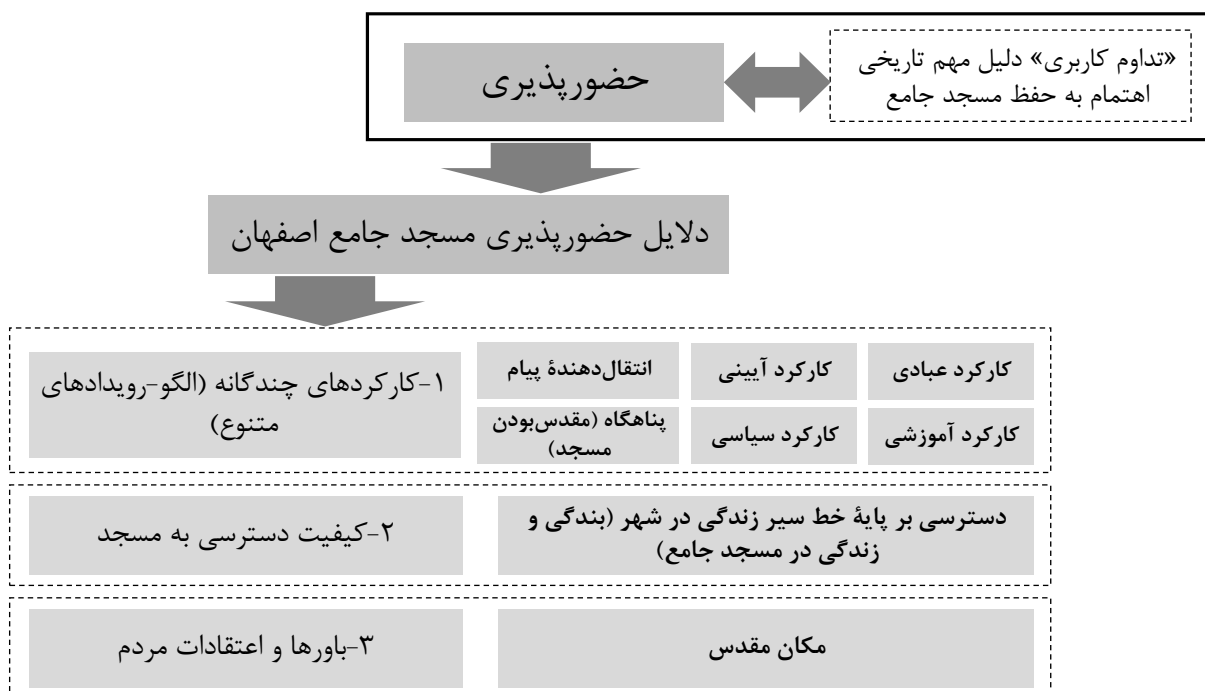 «تداوم کاربری» دلیل مهم تاریخی
اهتمام به حفظ مسجد جامع
حضورپذیری
دلایل حضورپذیری مسجد جامع اصفهان
۱-کارکردهای چندگانه (الگو-رویدادهای
متنوع)
کارکرد عبادی
کارکرد آیینی
انتقال‌دهندۀ پیام
کارکرد آموزشی
کارکرد سیاسی
پناهگاه (مقدس‌بودن
مسجد)
۲-کیفیت دسترسی به مسجد
دسترسی بر پایۀ خط سیر زندگی در شهر (بندگی و
زندگی در مسجد جامع)
۳-باورها و اعتقادات مردم
مکان مقدس